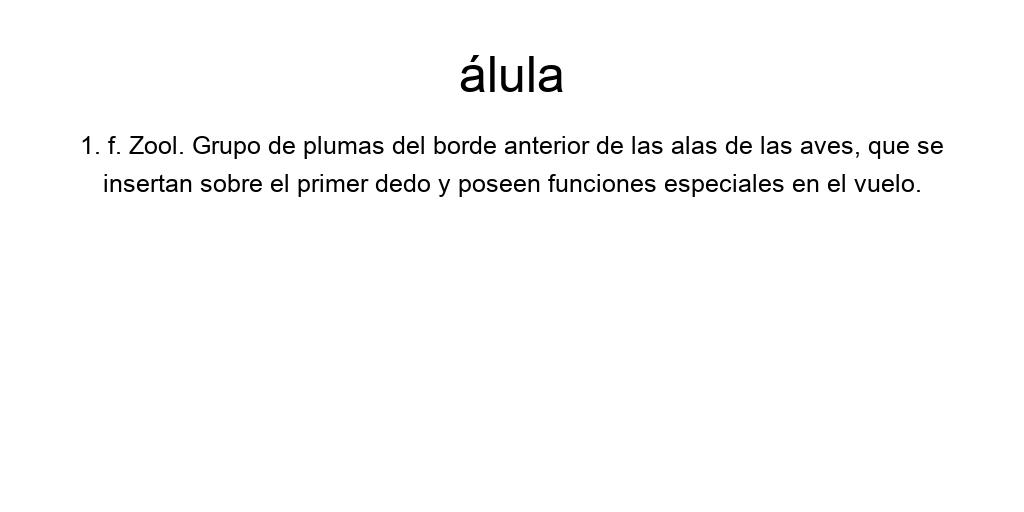 álula
1. f. Zool. Grupo de plumas del borde anterior de las alas de las aves, que se
insertan sobre el primer dedo y poseen funciones especiales en el vuelo.